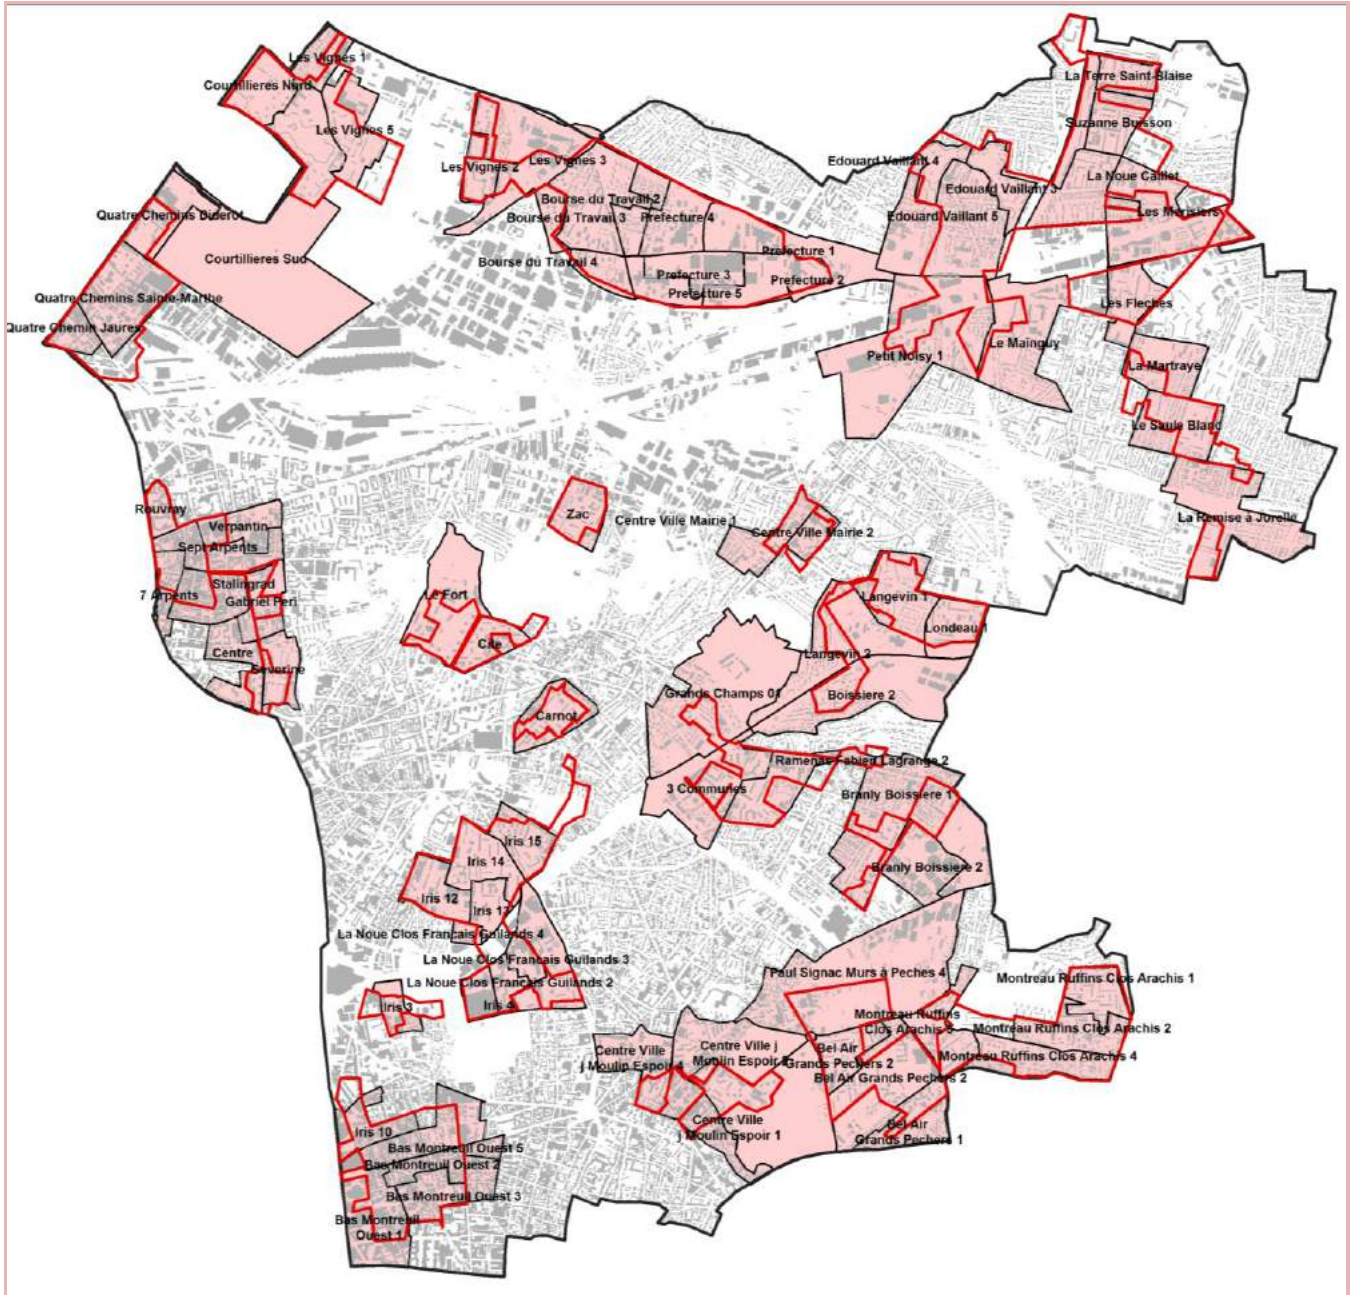 Les Vignes 1
Courtillieres Nord
Les Vignes 5
La Terre Saint-Blaise
Suzanne Buisson
Les Vignes 2
Les Vignes 3
Edouard Vaillant 4
La Noue Caillet
Edouard Vaillant 3
Bourse du Travail 2
Quatre Chemins Diderot
Bourse du Travail 3
Prefecture 4
Edouard Vaillant 5
Les Merisiers
Courtillieres Sud
Prefecture 1
Bourse du Travail 4
Prefecture 3
Prefecture 2
Quatre Chemins Sainte-Marthe
Prefecture 5
Les Fleches
Quatre Chemin Jaures
Le Mainguy
Petit Noisy 1
La Martraye
Le Saule Blanc
Rouvray
Zac
Centre Ville Mairie 1
La Remise à Jorelle
Verpantin
Centre Ville Mairie 2
Sept Arpents
Stalingrad
7 Arpents
Le Fort
Langevin 1
Gabriel Peri
Londeau 1
Cite
Centre
Langevin 2
Severine
Grands Champs 01
Boissiere 2
Carnot
Ramenas Fabien Lagrange 2
3 Communes
Branly Boissiere 1
Iris 15
Iris 14
Branly Boissiere 2
Iris 12
Iris 17
La Noue Clos Francais Guilands 4
La Noue Clos Francais Guilands 3
Paul Signac Murs à Peches 4
Montreau Ruffins Clos Arachis 1
La Noue Clos Francais Guilands 2
Iris 3
Iris 4
Montreau Ruffins
Clos Arachis 5
Montreau Ruffins Clos Arachis 2
Centre Ville
j Moulin Espoir 4
Centre Ville j
Moulin Espoir
Bel Air
Grands Pechers 2
Montreau Ruffins Clos Arachis 4
Bel Air Grands Pechers 2
Centre Ville
j Moulin Espoir 1
Bel Air
Grands Pechers 1
Iris 10
Bas Montreuil Ouest 5
Bas Montreuil Ouest 2
Bas Montreuil Ouest 3
Bas Montreuil
Ouest 1